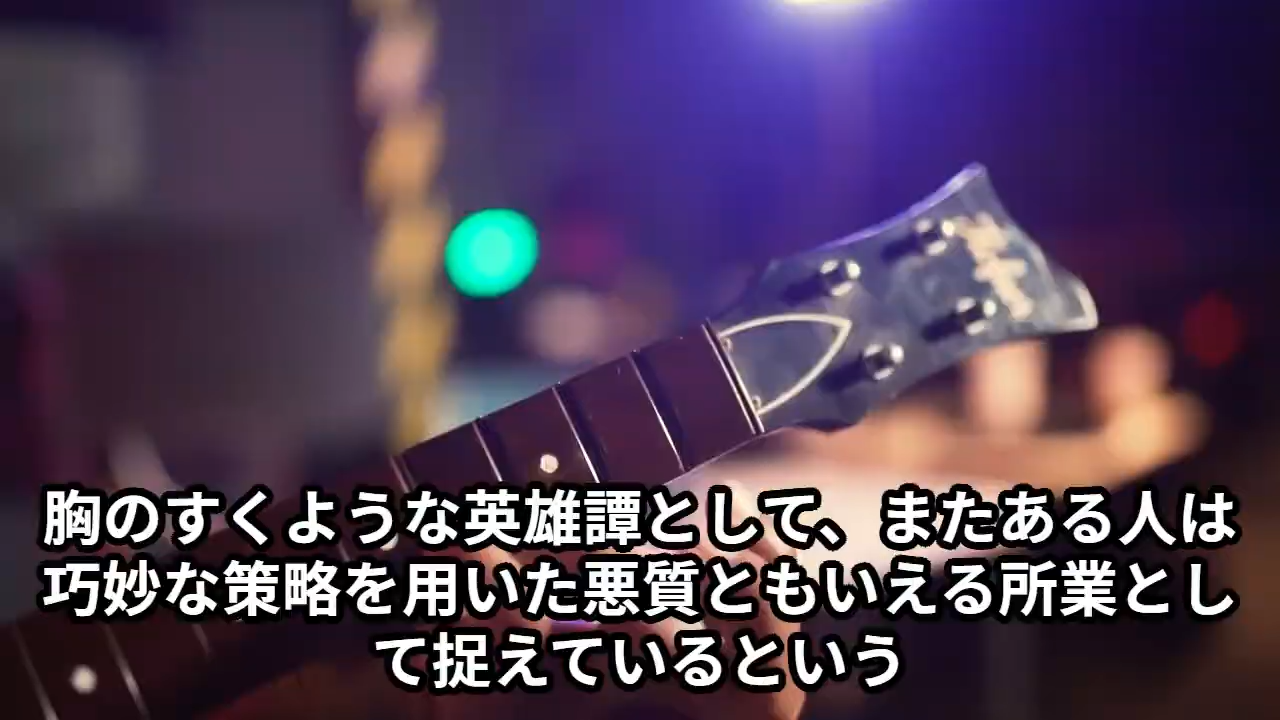 胸のすくような英雄譚として、またある人は
巧妙な策略を用いた悪質ともいえる所業とし
て捉えているという